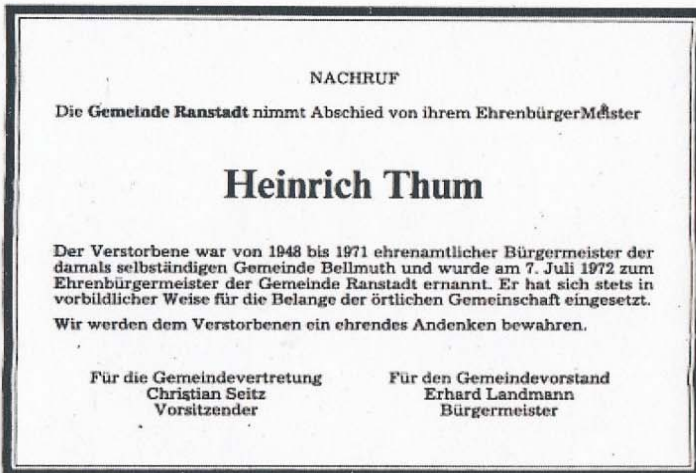 NACHRUF
Die Gemeinde Ranstadt nimmt Abschied von ihrem EhrenbürgerMeister
Heinrich Thum
Der Verstorbene war von 1948 bis 1971 ehrenamtlicher Bürgermeister der
damals selbständigen Gemeinde Bellmuth und wurde am 7. Juli 1972 zum
Ehrenbürgermeister der Gemeinde Ranstadt ernannt. Er hat sich stets in
vorbildlicher Weise für die Belange der örtlichen Gemeinschaft eingesetzt.
Wir werden dem Verstorbenen ein ehrendes Andenken bewahren.
Für die Gemeindevertretung
Christian Seitz
Vorsitzender
Für den Gemeindevorstand
Erhard Landmann
Bürgermeister